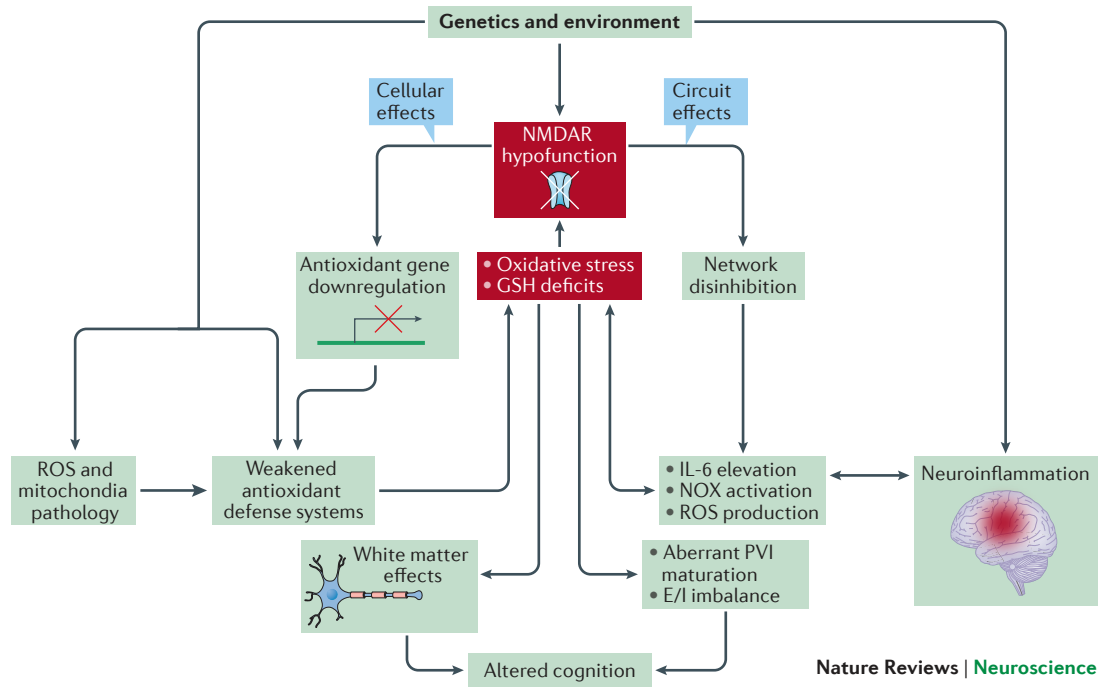 Genetics and environment
Cellular
effects
Circuit
effects
NMDAR
hypofunction
Antioxidant gene
downregulation
• Oxidative stress
• GSH deficits
Network
disinhibition
ROS and
mitochondia
pathology
Weakened
antioxidant
defense systems
• IL-6 elevation
• NOX activation
• ROS production
Neuroinflammation
White matter
effects
• Aberrant PVI
maturation
• E/I imbalance
Altered cognition
Nature Reviews | Neuroscience